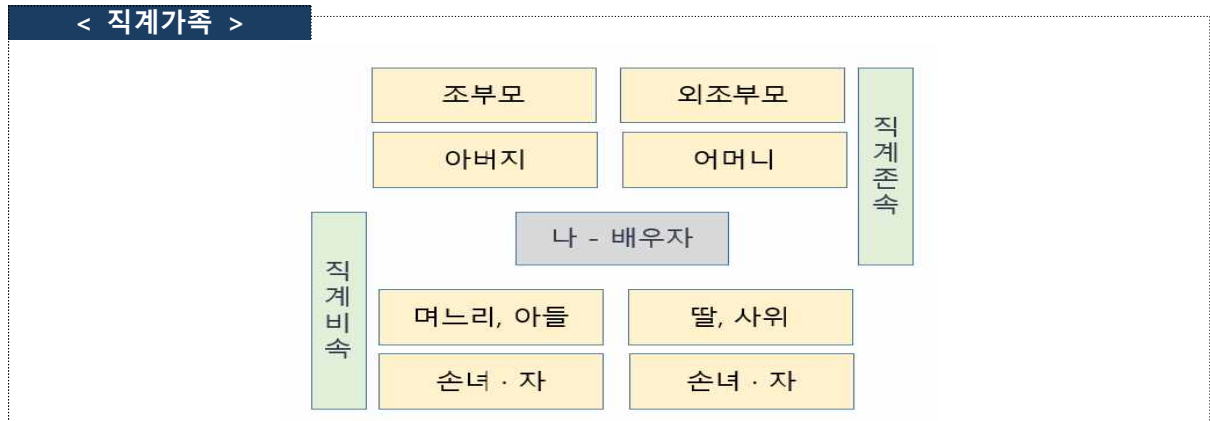 < 직계가족 >
조부모 외조부모
아버지 어머니
직계존속
나 - 배우자
직계비속
며느리, 아들 딸, 사위
손녀 · 자 손녀 · 자